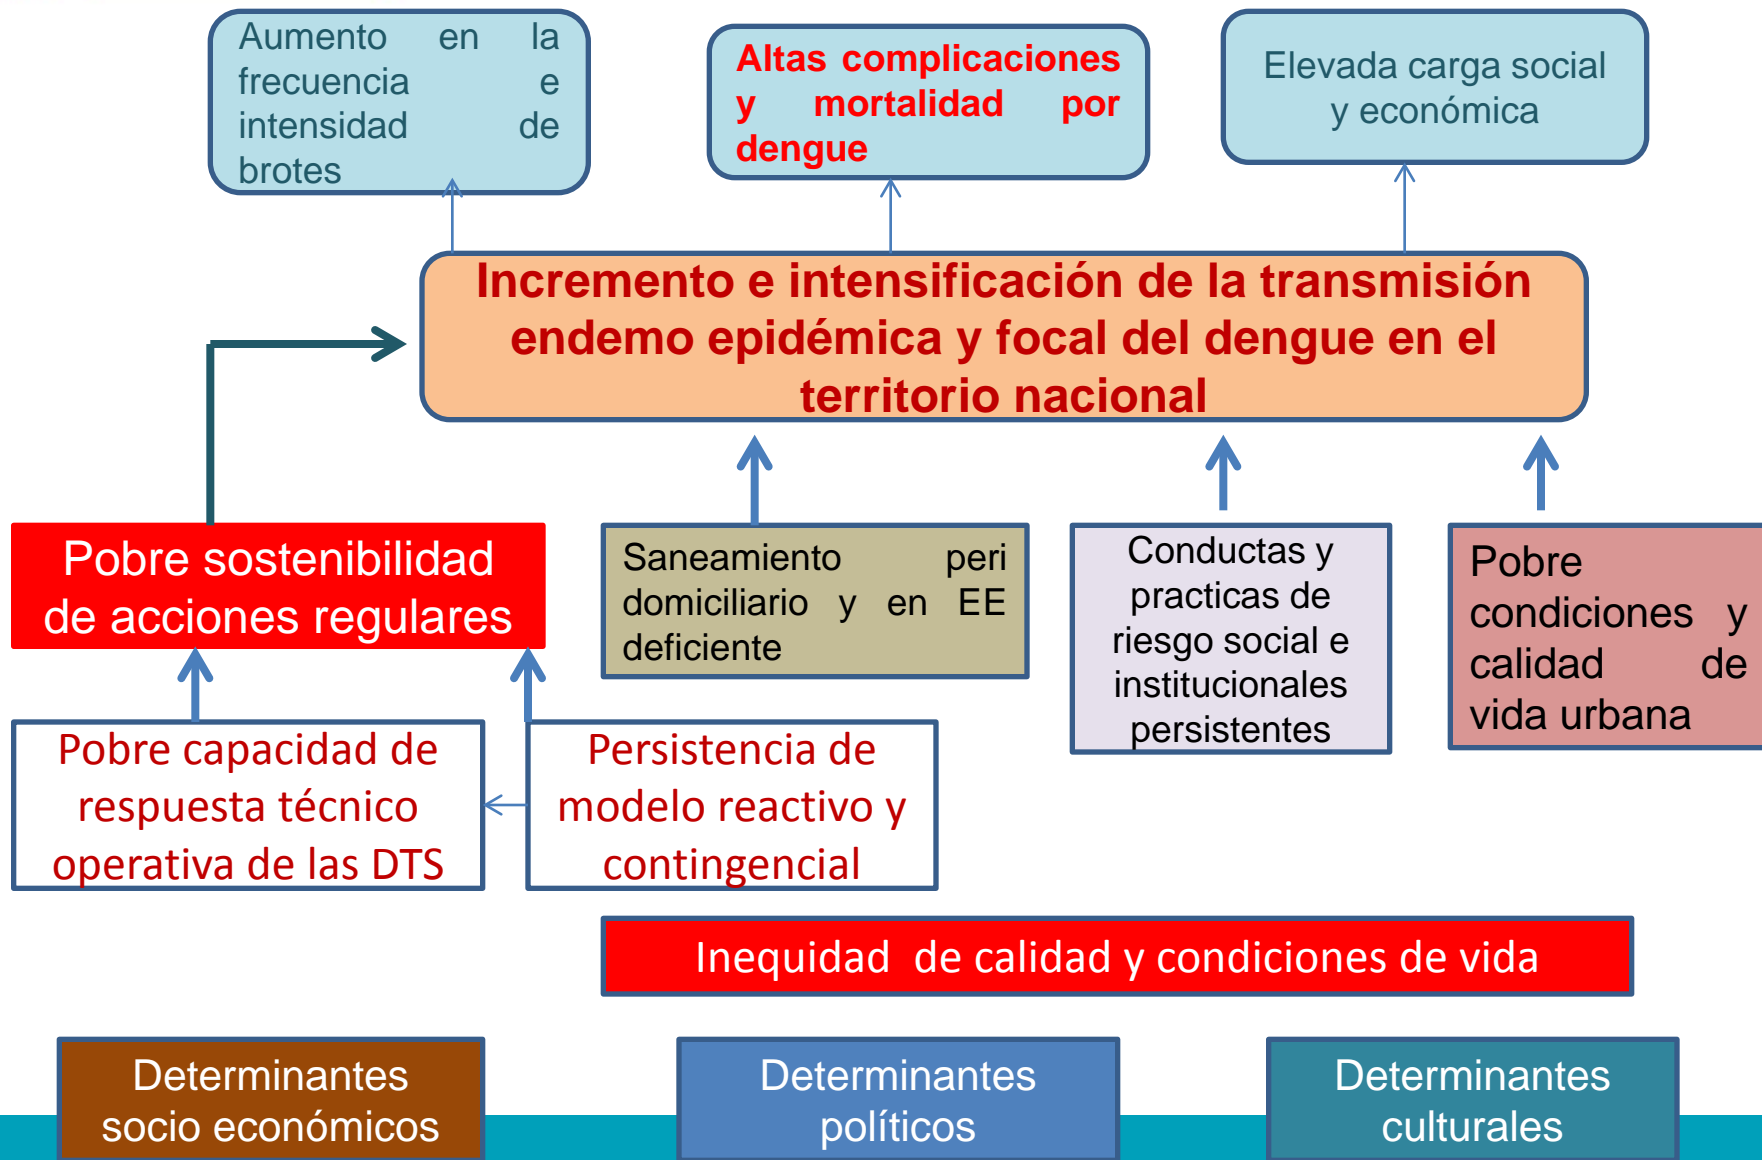 Aumento en la
frecuencia e
intensidad de
brotes
Altas complicaciones
y mortalidad por
dengue
Elevada carga social
y económica
Incremento e intensificación de la transmisión
endemo epidémica y focal del dengue en el
territorio nacional
Pobre sostenibilidad
de acciones regulares
Saneamiento peri
domiciliario y en EE
deficiente
Conductas y
practicas de
riesgo social e
institucionales
persistentes
Pobre
condiciones y
calidad de
vida urbana
Pobre capacidad de
respuesta técnico
operativa de las DTS
Persistencia de
modelo reactivo y
contingencial
Inequidad de calidad y condiciones de vida
Determinantes
socio económicos
Determinantes
políticos
Determinantes
culturales